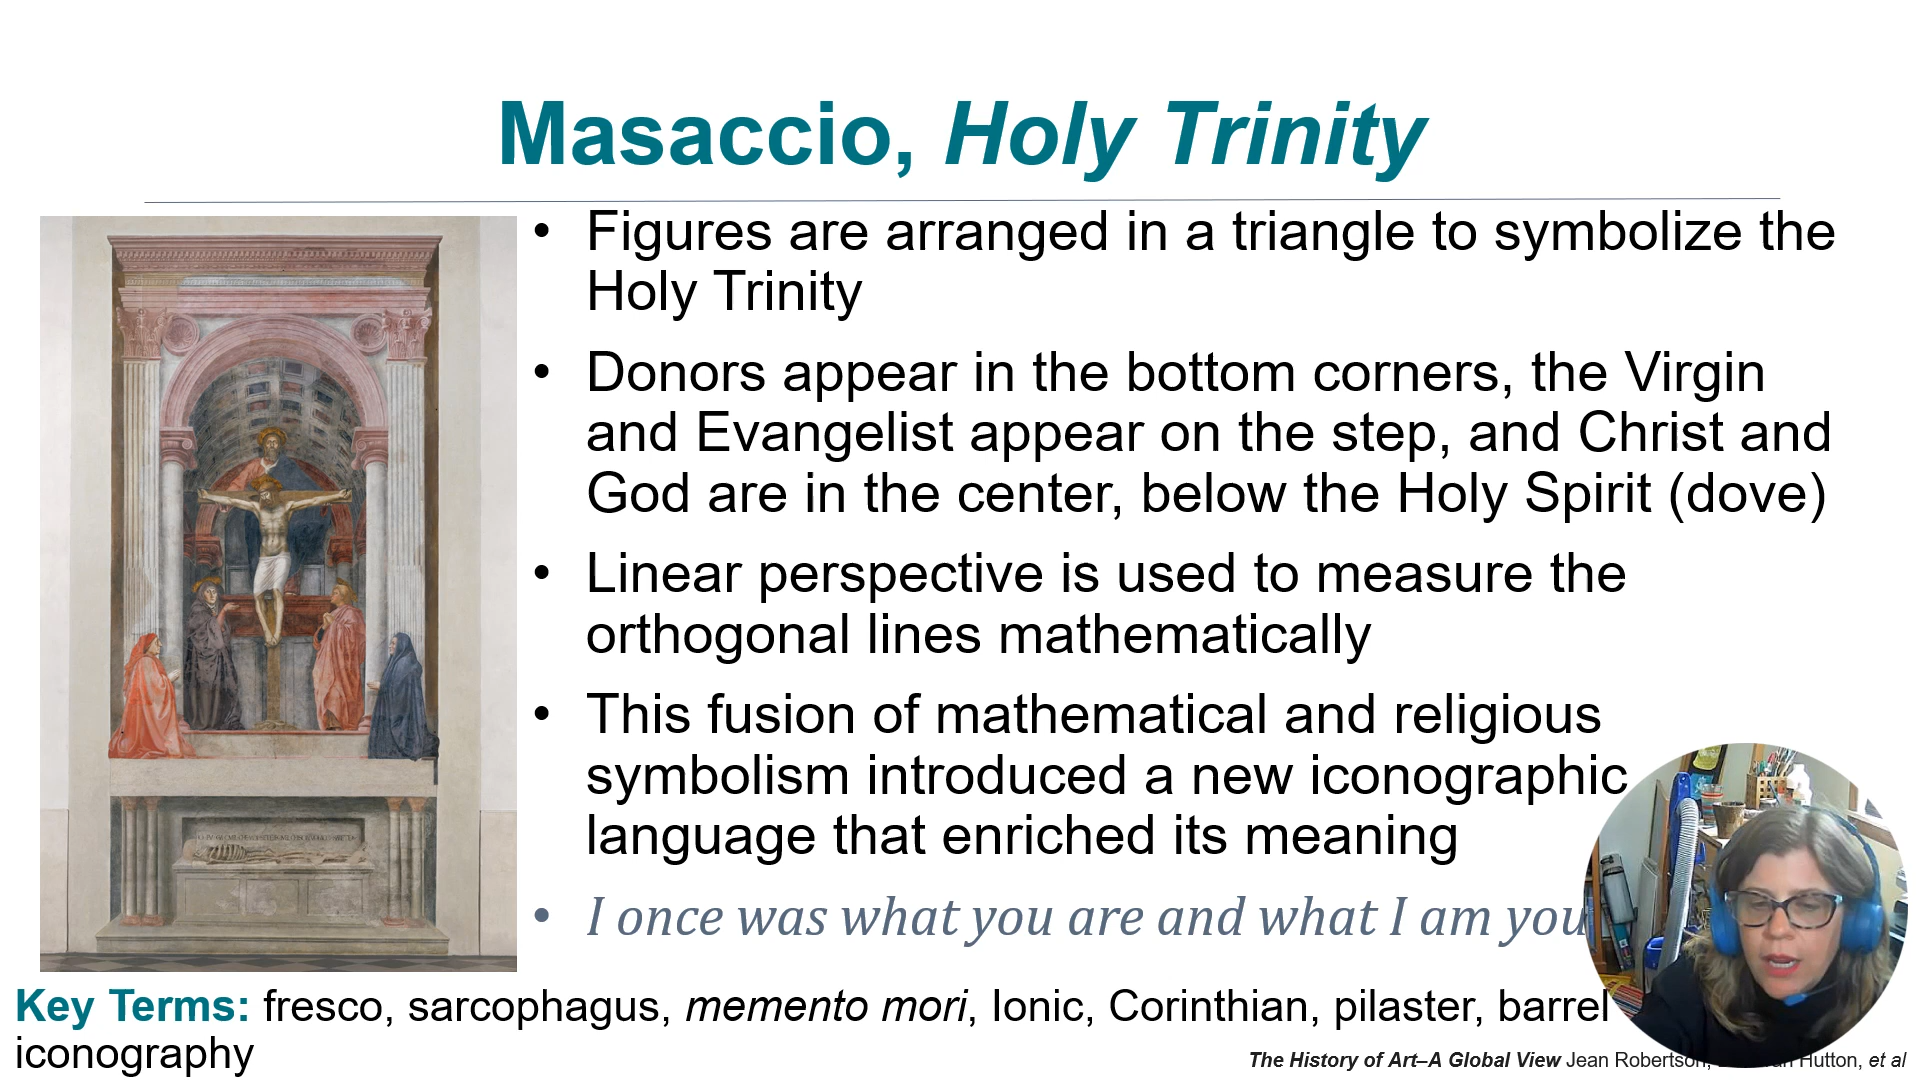 Masaccio, Holy Trinity
• Figures are arranged in a triangle to symbolize the
Holy Trinity
• Donors appear in the bottom corners, the Virgin
and Evangelist appear on the step, and Christ and
God are in the center, below the Holy Spirit (dove)
• Linear perspective is used to measure the
orthogonal lines mathematically
• This fusion of mathematical and religious
symbolism introduced a new iconographic
language that enriched its meaning
• I once was what you are and what I am you
Key Terms: fresco, sarcophagus, memento mori, Ionic, Corinthian, pilaster, barrel
iconography
The History of Art–A Global View Jean Robertson, Hutton, et al